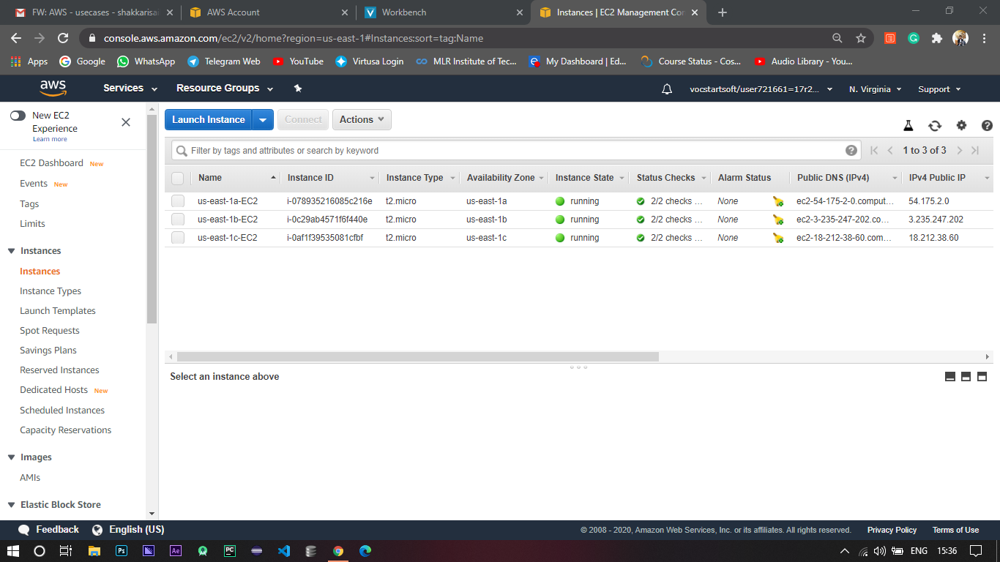 FW: AWS - usecases - shakkarisai
AWS Account
Workbench
Instances | EC2 Management Con
console.aws.amazon.com/ec2/v2/home?region=us-east-1#Instances:sort=tag:Name
Apps Google WhatsApp Telegram Web YouTube Virtusa Login MLR Institute of Tec... My Dashboard | Ed... Course Status - Cos... Audio Library - You...
aws Services Resource Groups vocstartsoft/user721661=17r2... N. Virginia Support
New EC2
Experience
Learn more
EC2 Dashboard New
Events New
Tags
Limits
Instances
Instances
Instance Types
Launch Templates
Spot Requests
Savings Plans
Reserved Instances
Dedicated Hosts New
Scheduled Instances
Capacity Reservations
Images
AMIs
Elastic Block Store
Launch Instance Connect Actions
Filter by tags and attributes or search by keyword 1 to 3 of 3
Name Instance ID Instance Type Availability Zone Instance State Status Checks Alarm Status Public DNS (IPv4) IPv4 Public IP
us-east-1a-EC2 i-078935216085c216e t2.micro us-east-1a running 2/2 checks ... None ec2-54-175-2-0.comput... 54.175.2.0
us-east-1b-EC2 i-0c29ab4571f6f440e t2.micro us-east-1b running 2/2 checks ... None ec2-3-235-247-202.co... 3.235.247.202
us-east-1c-EC2 i-0af1f39535081cfbf t2.micro us-east-1c running 2/2 checks ... None ec2-18-212-38-60.com... 18.212.38.60
Select an instance above
Feedback English (US) © 2008 - 2020, Amazon Web Services, Inc. or its affiliates. All rights reserved. Privacy Policy Terms of Use
Ps Ae PC ENG 15:36